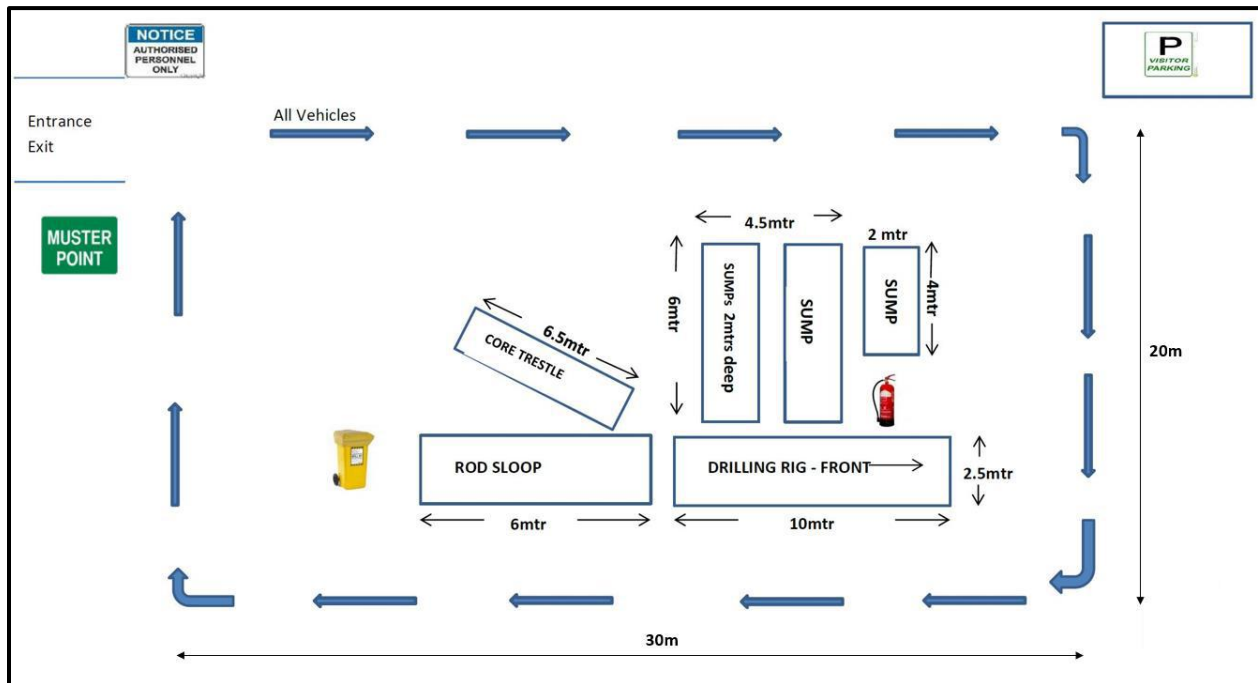 NOTICE
AUTHORISED
PERSONNEL
ONLY
P
VISITOR
PARKING
Entrance
Exit
All Vehicles
MUSTER
POINT
4.5mtr
2 mtr
6mtr
SUMPs 2mtrs deep
SUMP
SUMP
4mtr
20m
6.5mtr
CORE TRESTLE
ROD SLOOP
DRILLING RIG - FRONT
2.5mtr
6mtr
10mtr
30m